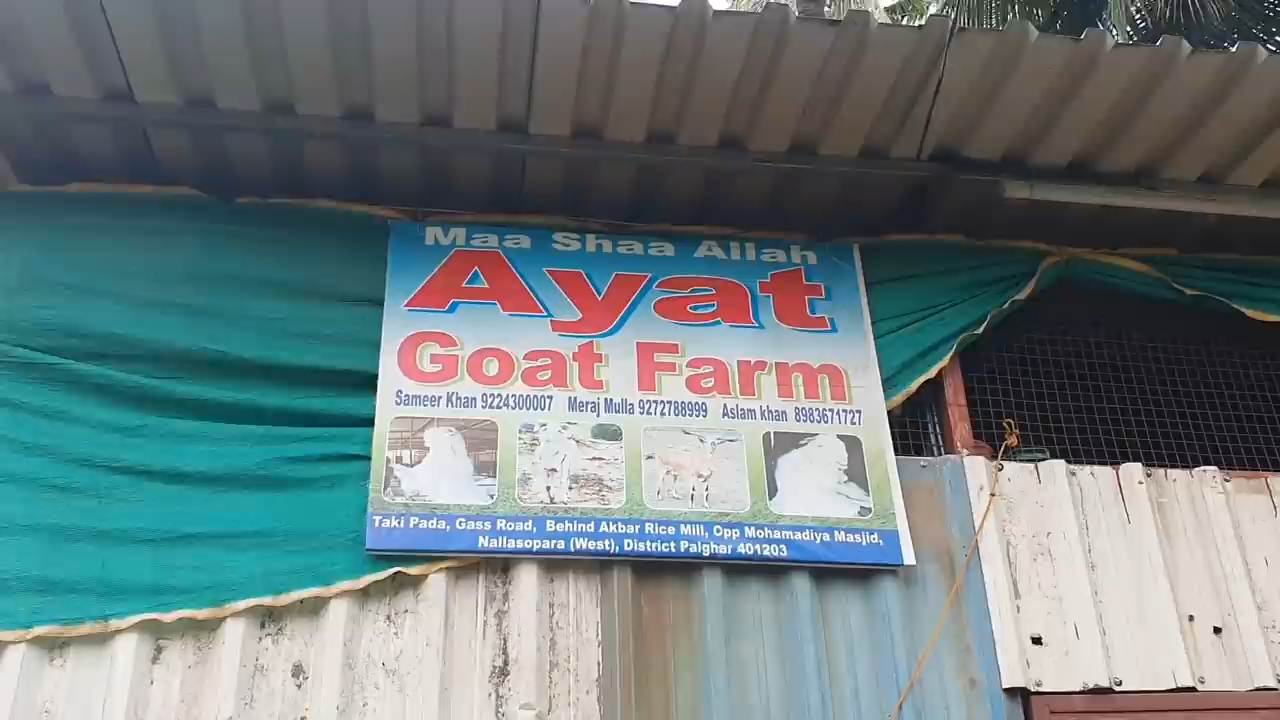 Maa Shaa Allah
Ayat
Goat Farm
Sameer Khan 9224300007 Meraj Mulla 9272788999 Aslam khan 8983671727
Taki Pada, Gass Road, Behind Akbar Rice Mill, Opp Mohamadiya Masjid,
Nallasopara (West), District Palghar 401203